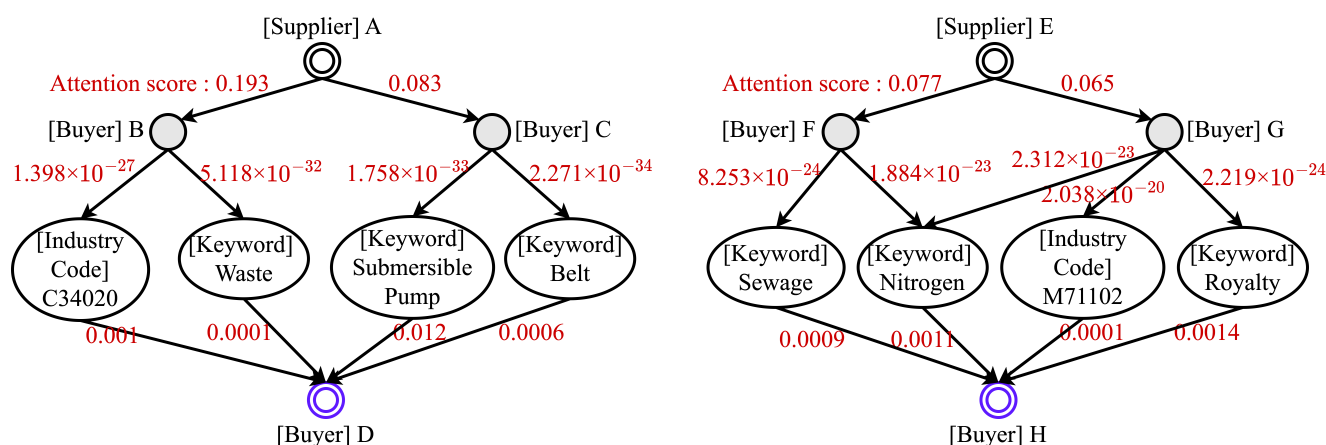 [Supplier] A
Attention score : 0.193
0.083
[Buyer] B
[Buyer] C
1.398×10−27
5.118×10−32
1.758×10−33
2.271×10−34
[Industry
Code]
C34020
[Keyword]
Waste
[Keyword]
Submersible
Pump
[Keyword]
Belt
0.001
0.0001
0.012
0.0006
[Buyer] D
[Supplier] E
Attention score : 0.077
0.065
[Buyer] F
[Buyer] G
8.253×10−24
1.884×10−23
2.312×10−23
2.038×10−20
2.219×10−24
[Keyword]
Sewage
[Keyword]
Nitrogen
[Industry
Code]
M71102
[Keyword]
Royalty
0.0009
0.0011
0.0001
0.0014
[Buyer] H